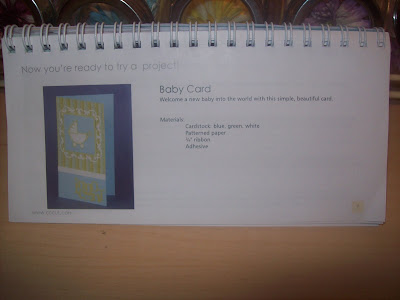 Now you're ready to try a project!
Baby Card
Welcome a new baby into the world with this simple, beautiful card.
Materials:
Cardstock: blue, green, white
Patterned paper
¼" ribbon
Adhesive